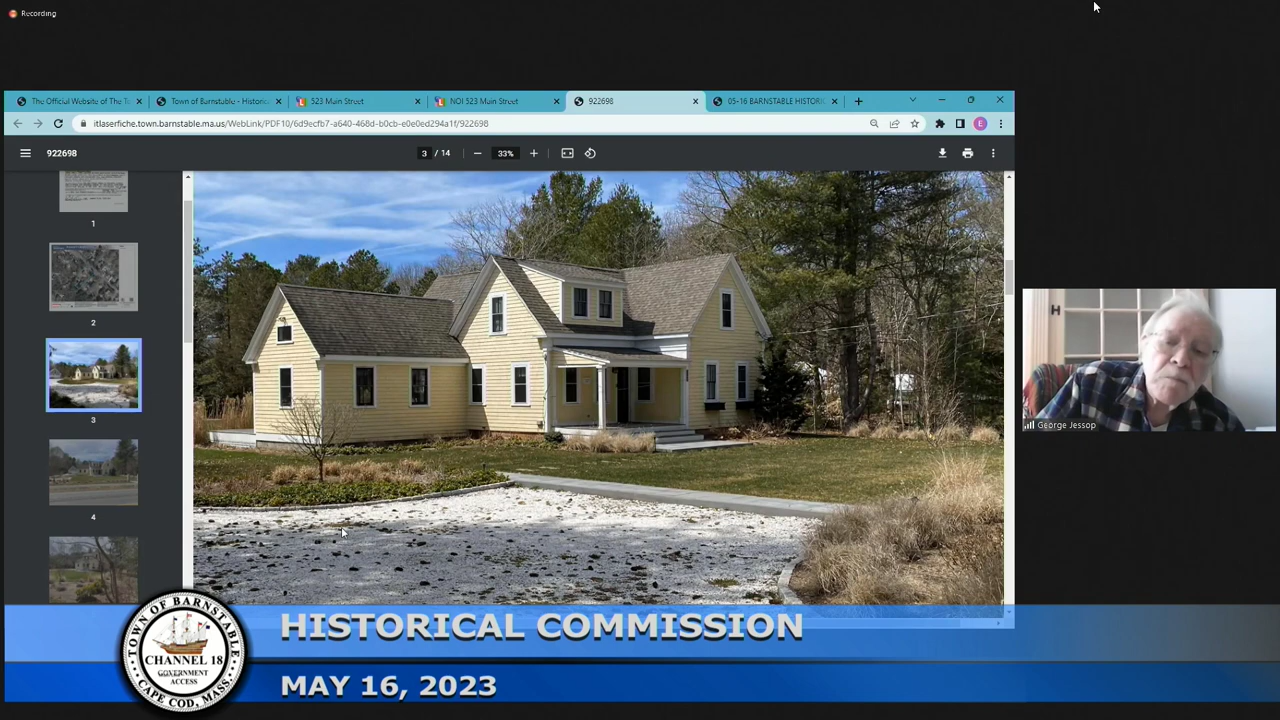 Recording
The Official Website of The T
Town of Barnstable - Historic
523 Main Street
NOI 523 Main Street
922698
05-16 BARNSTABLE HISTORIC
itlaserfiche.town.barnstable.ma.us/WebLink/PDF10/6d9ecfb7-a640-468d-b0cb-e0e0ed294a1f/922698
E
922698
3 / 14
33%
1
2
3
4
George Jessop
TOWN OF BARNSTABLE
CHANNEL 18
GOVERNMENT
ACCESS
CAPE COD, MASS.
HISTORICAL COMMISSION
MAY 16, 2023